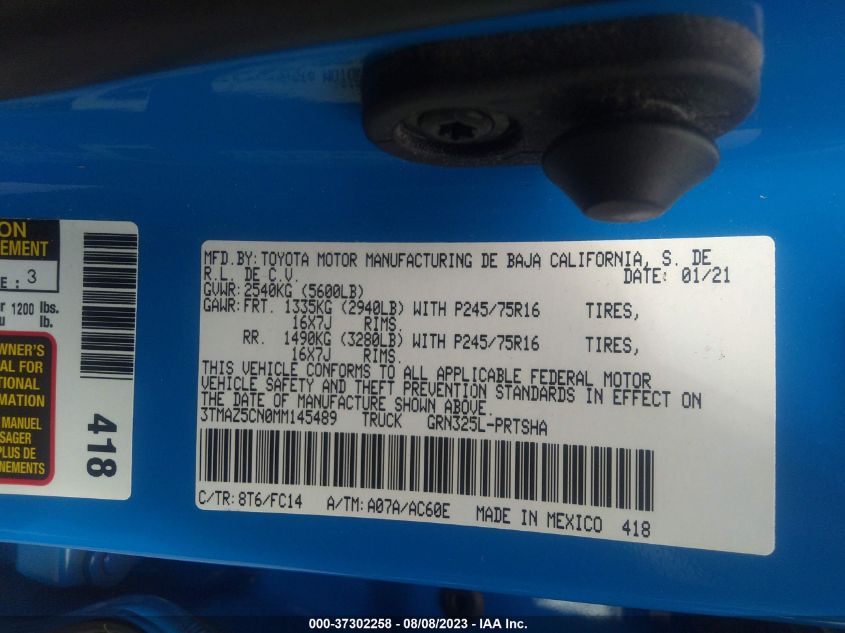 ON
EMENT
E : 3
r 1200 lbs.
u lb.
WNER'S
AL FOR
TIONAL
RMATION
MANUEL
SAGER
PLUS DE
NEMENTS
418
MFD.BY: TOYOTA MOTOR MANUFACTURING DE BAJA CALIFORNIA, S. DE
R.L. DE C.V. DATE: 01/21
GVWR: 2540KG (5600LB)
GAWR: FRT. 1335KG (2940LB) WITH P245/75R16 TIRES,
16X7J RIMS.
RR. 1490KG (3280LB) WITH P245/75R16 TIRES,
16X7J RIMS.
THIS VEHICLE CONFORMS TO ALL APPLICABLE FEDERAL MOTOR
VEHICLE SAFETY AND THEFT PREVENTION STANDARDS IN EFFECT ON
THE DATE OF MANUFACTURE SHOWN ABOVE.
3TMAZ5CN0MM145489 TRUCK GRN325L-PRTSHA
C/TR: 8T6/FC14 A/TM: A07A/AC60E MADE IN MEXICO 418
000-37302258 - 08/08/2023 - IAA Inc.